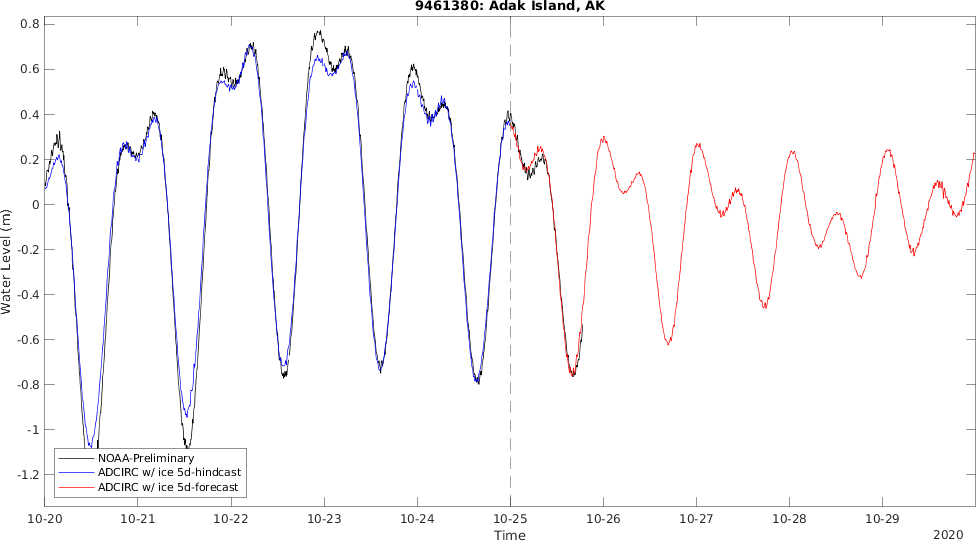 9461380: Adak Island, AK
Water Level (m)
0.8
0.6
0.4
0.2
0
-0.2
-0.4
-0.6
-0.8
-1
-1.2
NOAA-Preliminary
ADCIRC w/ ice 5d-hindcast
ADCIRC w/ ice 5d-forecast
10-20 10-21 10-22 10-23 10-24 10-25 10-26 10-27 10-28 10-29
Time
2020